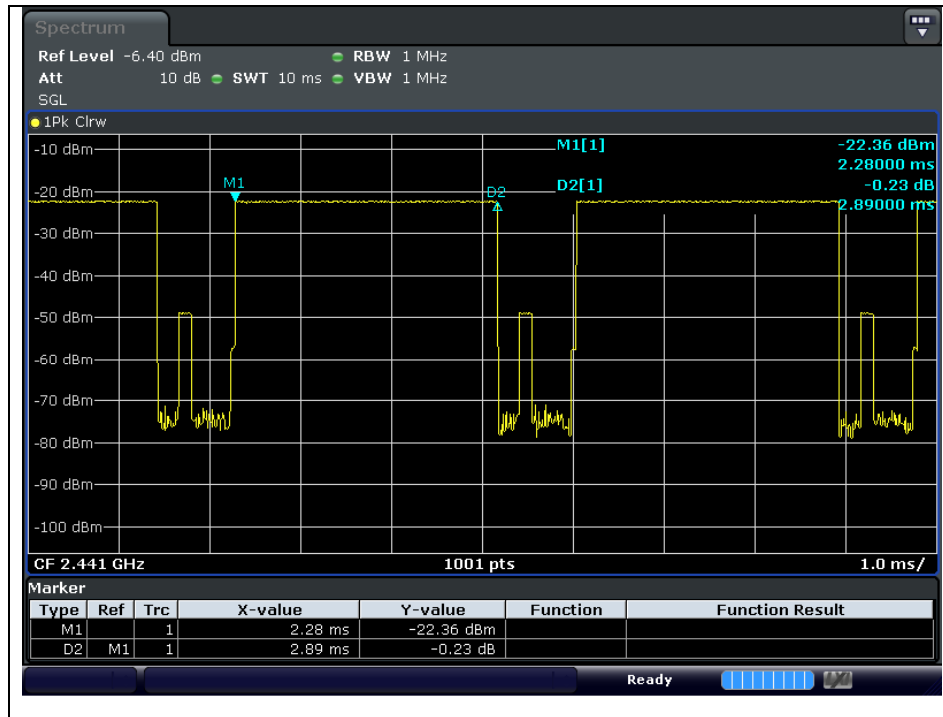 Spectrum
Ref Level -6.40 dBm RBW 1 MHz
Att 10 dB SWT 10 ms VBW 1 MHz
SGL
1Pk Clrw
M1[1] -22.36 dBm
2.28000 ms
D2[1] -0.23 dB
2.89000 ms
-10 dBm
M1
D2
-20 dBm
-30 dBm
-40 dBm
-50 dBm
-60 dBm
-70 dBm
-80 dBm
-90 dBm
-100 dBm
CF 2.441 GHz 1001 pts 1.0 ms/
Marker
Type Ref Trc X-value Y-value Function Function Result
M1 1 2.28 ms -22.36 dBm
D2 M1 1 2.89 ms -0.23 dB
Ready